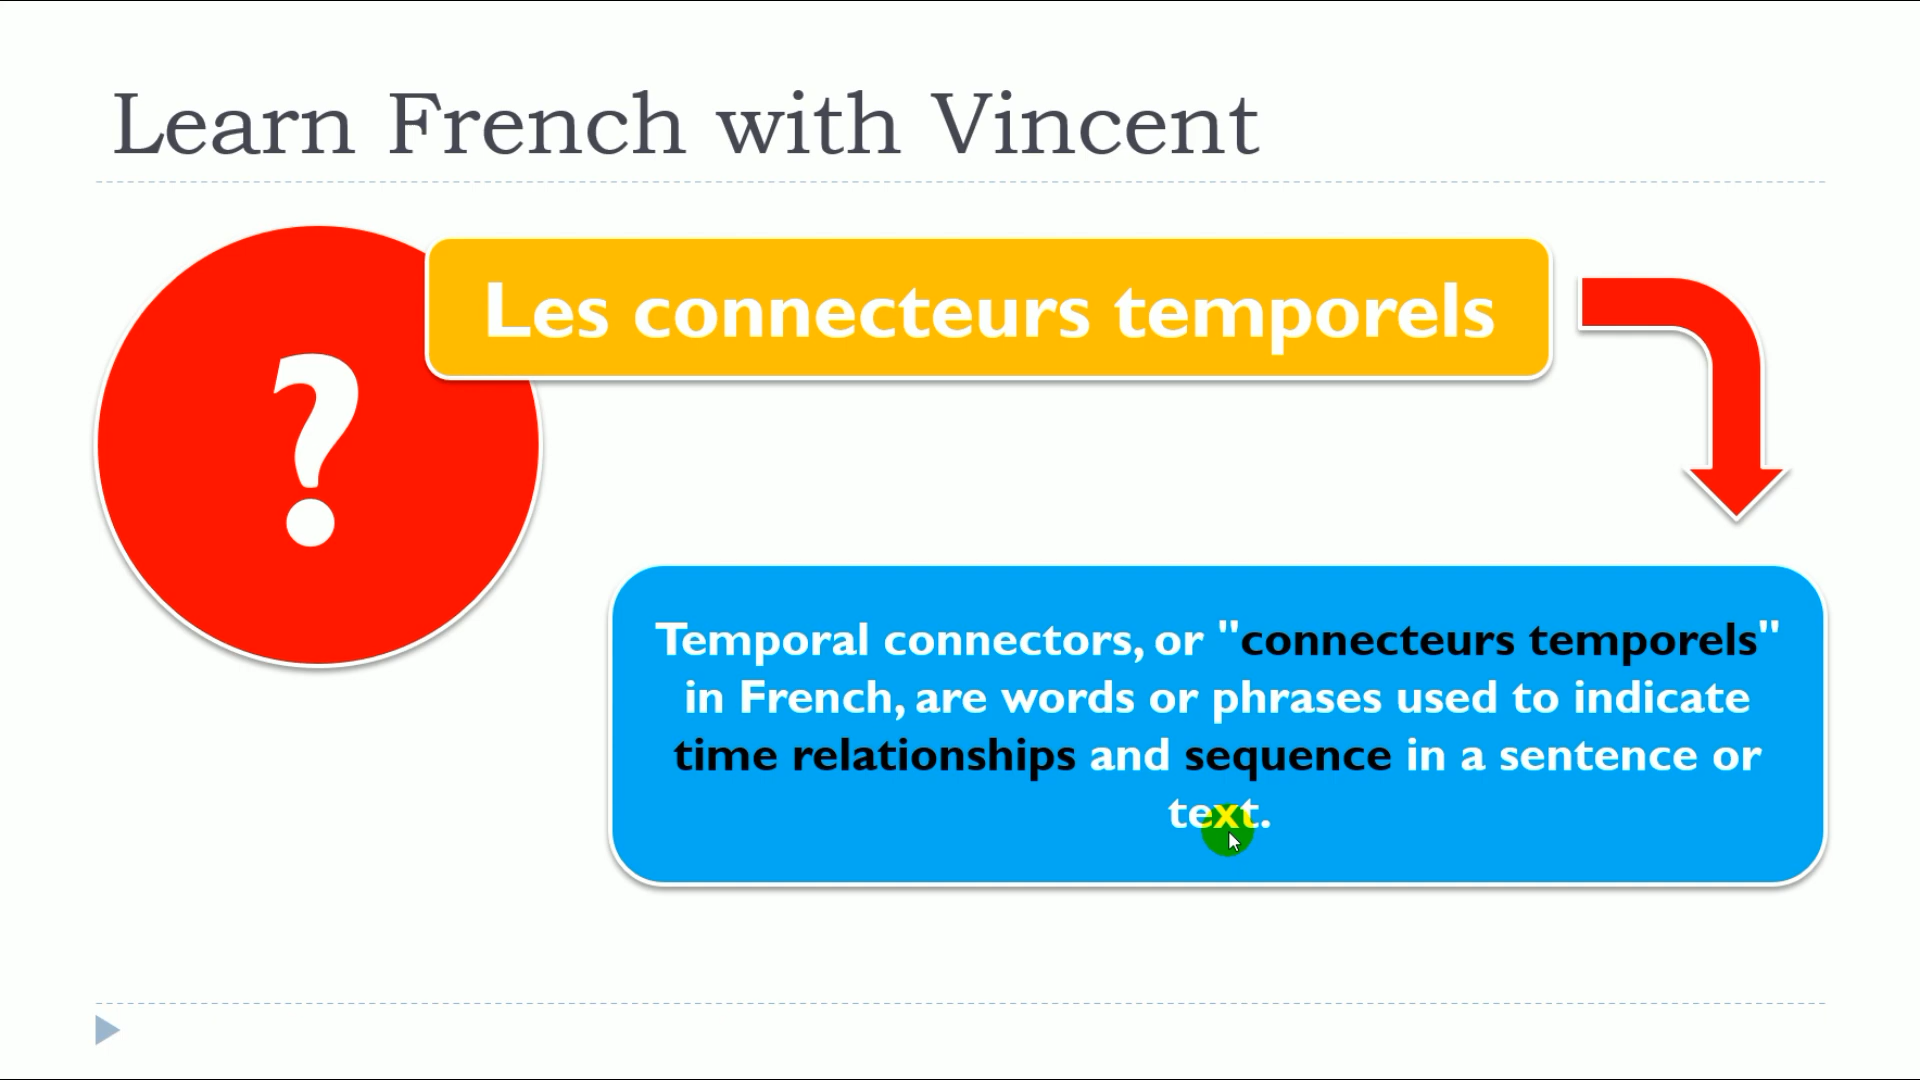 Learn French with Vincent
?
Les connecteurs temporels
Temporal connectors, or "connecteurs temporels"
in French, are words or phrases used to indicate
time relationships and sequence in a sentence or
text.